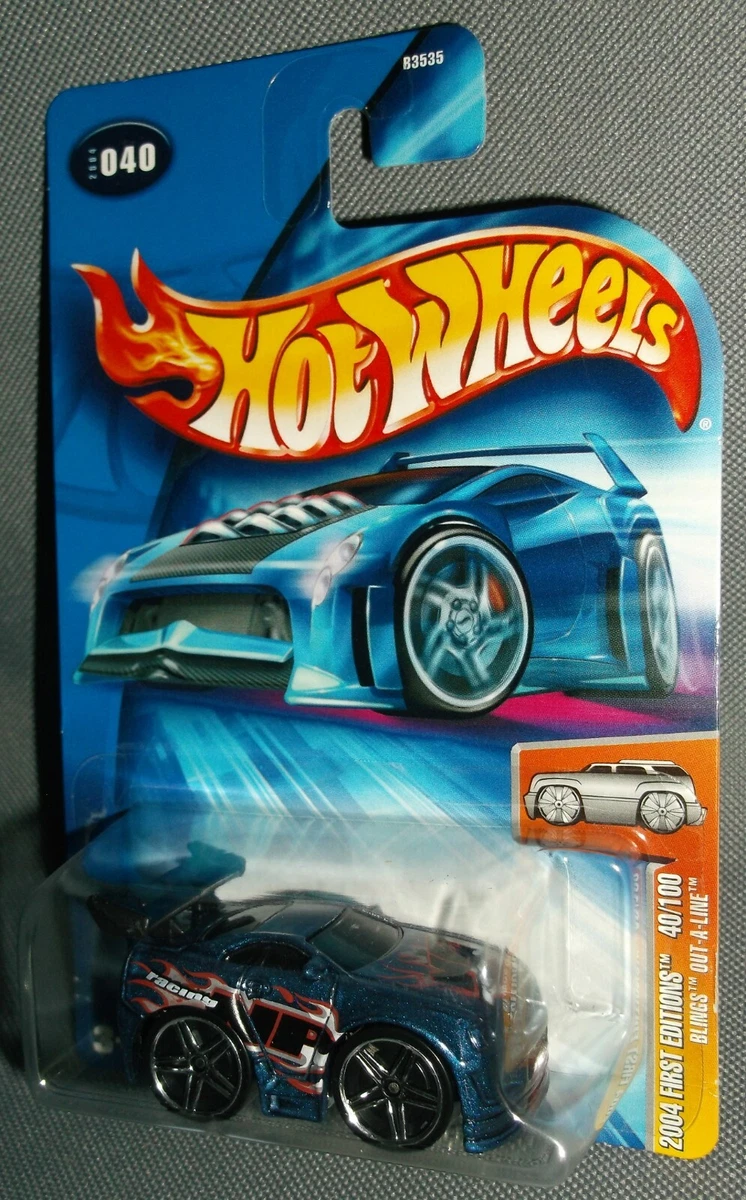 B3535
2004
040
HOT WHEELS
®
racing
2004 FIRST EDITIONS™ 40/100
BLINGS™ OUT-A-LINE™